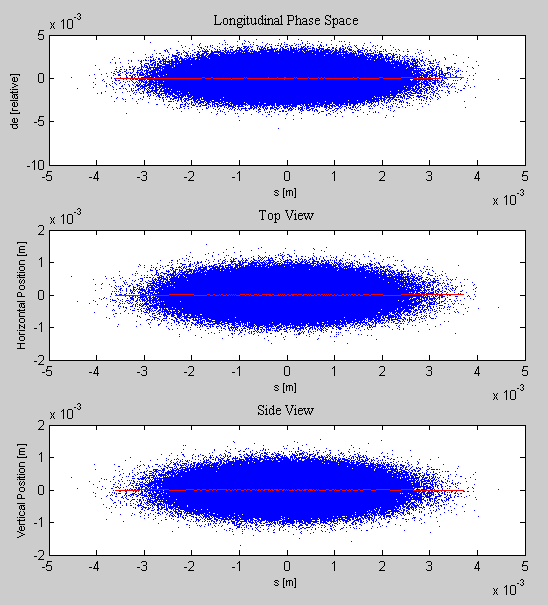 Longitudinal Phase Space
x 10-3
5
0
-5
-10
de [relative]
-5 -4 -3 -2 -1 0 1 2 3 4 5
s [m]
x 10-3
Top View
x 10-3
2
1
0
-1
-2
Horizontal Position [m]
-5 -4 -3 -2 -1 0 1 2 3 4 5
s [m]
x 10-3
Side View
x 10-3
2
1
0
-1
-2
Vertical Position [m]
-5 -4 -3 -2 -1 0 1 2 3 4 5
s [m]
x 10-3